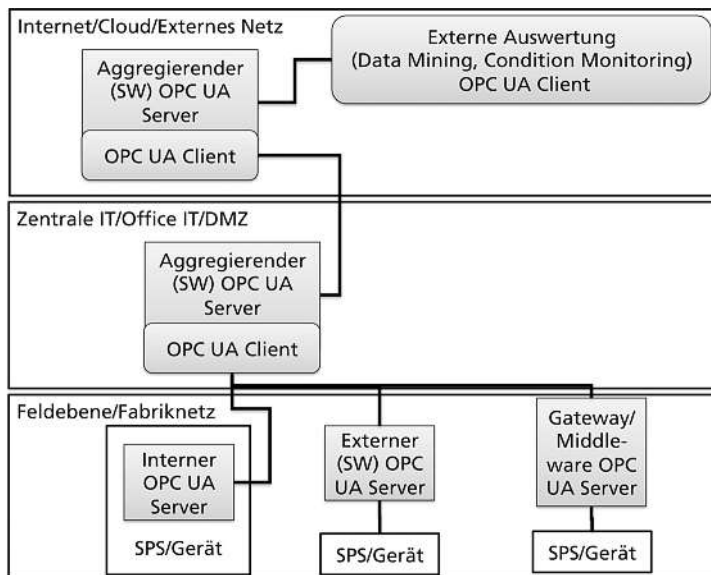 Internet/Cloud/Externes Netz
Aggregierender
(SW) OPC UA
Server
OPC UA Client
Externe Auswertung
(Data Mining, Condition Monitoring)
OPC UA Client
Zentrale IT/Office IT/DMZ
Aggregierender
(SW) OPC UA
Server
OPC UA Client
Feldebene/Fabriknetz
Interner
OPC UA
Server
SPS/Gerät
Externer
(SW) OPC
UA Server
SPS/Gerät
Gateway/
Middle-
ware OPC
UA Server
SPS/Gerät